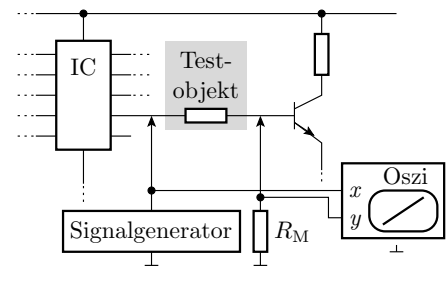 IC
Test-
objekt
Oszi
x
y
Signalgenerator
R_M